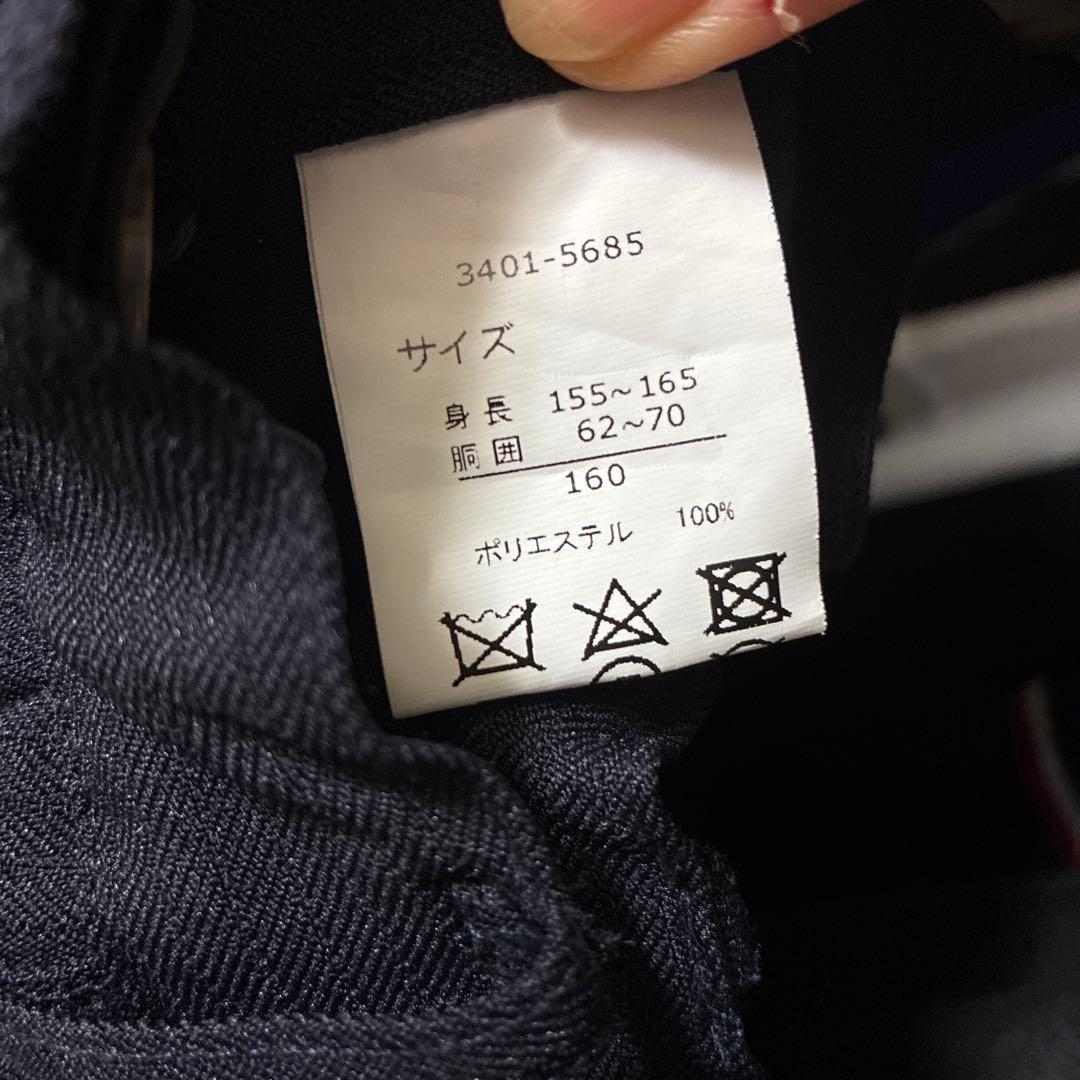 3401-5685
サイズ
身長 155~165
胴囲 62~70
160
ポリエステル 100%